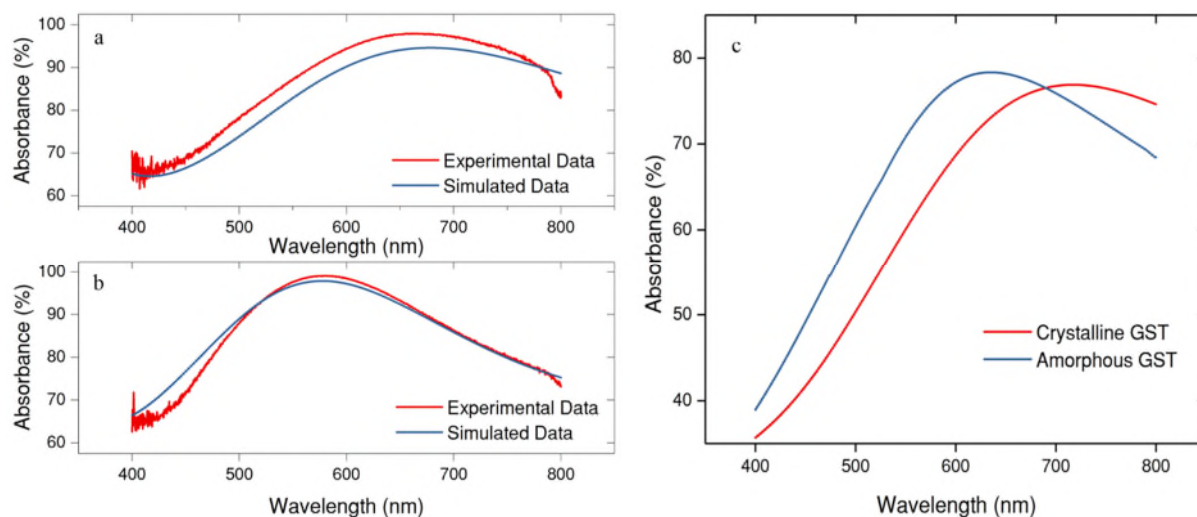 a
Absorbance (%)
100
90
80
70
60
Experimental Data
Simulated Data
400 500 600 700 800
Wavelength (nm)
b
Absorbance (%)
100
90
80
70
60
Experimental Data
Simulated Data
400 500 600 700 800
Wavelength (nm)
c
Absorbance (%)
80
70
60
50
40
Crystalline GST
Amorphous GST
400 500 600 700 800
Wavelength (nm)